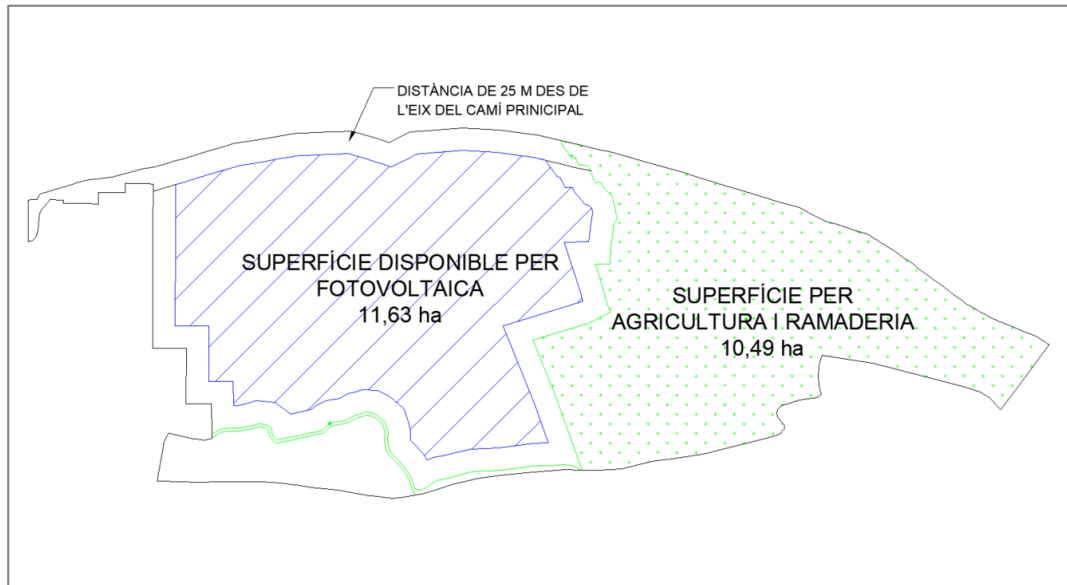 DISTÀNCIA DE 25 M DES DE
L'EIX DEL CAMÍ PRINICIPAL
SUPERFÍCIE DISPONIBLE PER
FOTOVOLTAICA
11,63 ha
SUPERFÍCIE PER
AGRICULTURA I RAMADERIA
10,49 ha